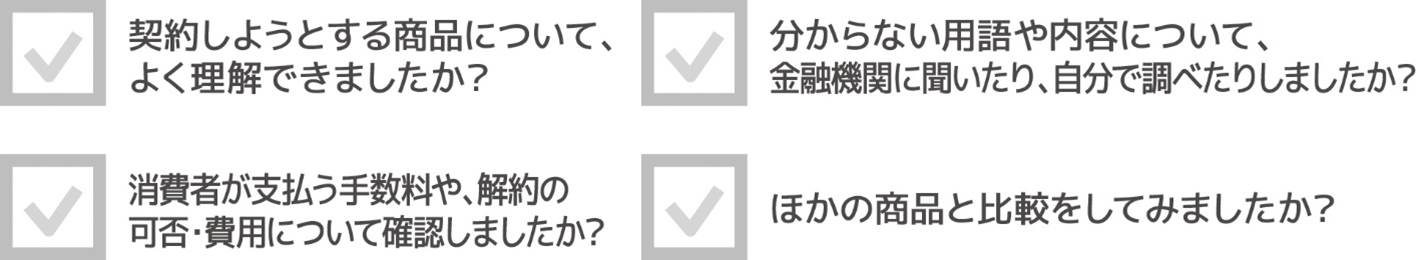 契約しようとする商品について、
よく理解できましたか?
分からない用語や内容について、
金融機関に聞いたり、自分で調べたりしましたか?
消費者が支払う手数料や、解約の
可否・費用について確認しましたか?
ほかの商品と比較をしてみましたか?